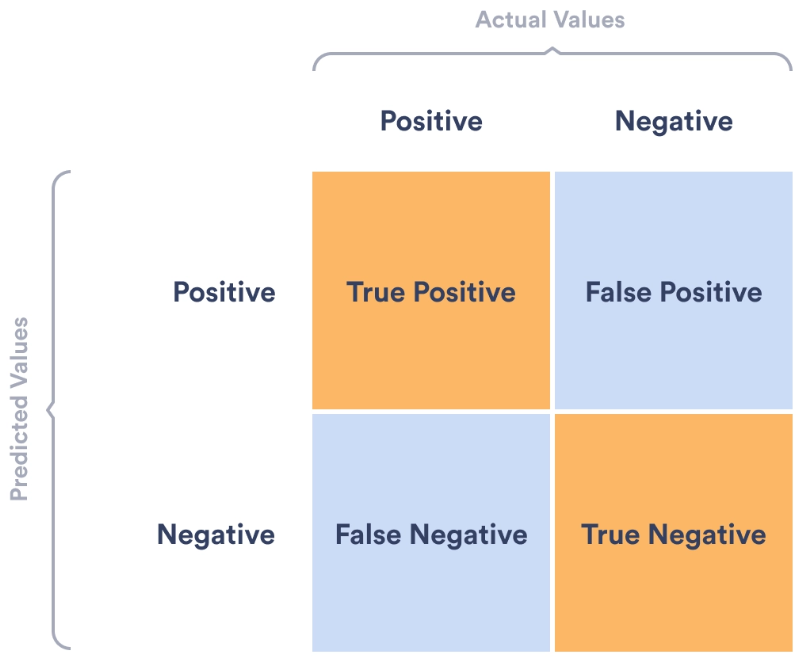 Actual Values
Positive Negative
Predicted Values
Positive True Positive False Positive
Negative False Negative True Negative